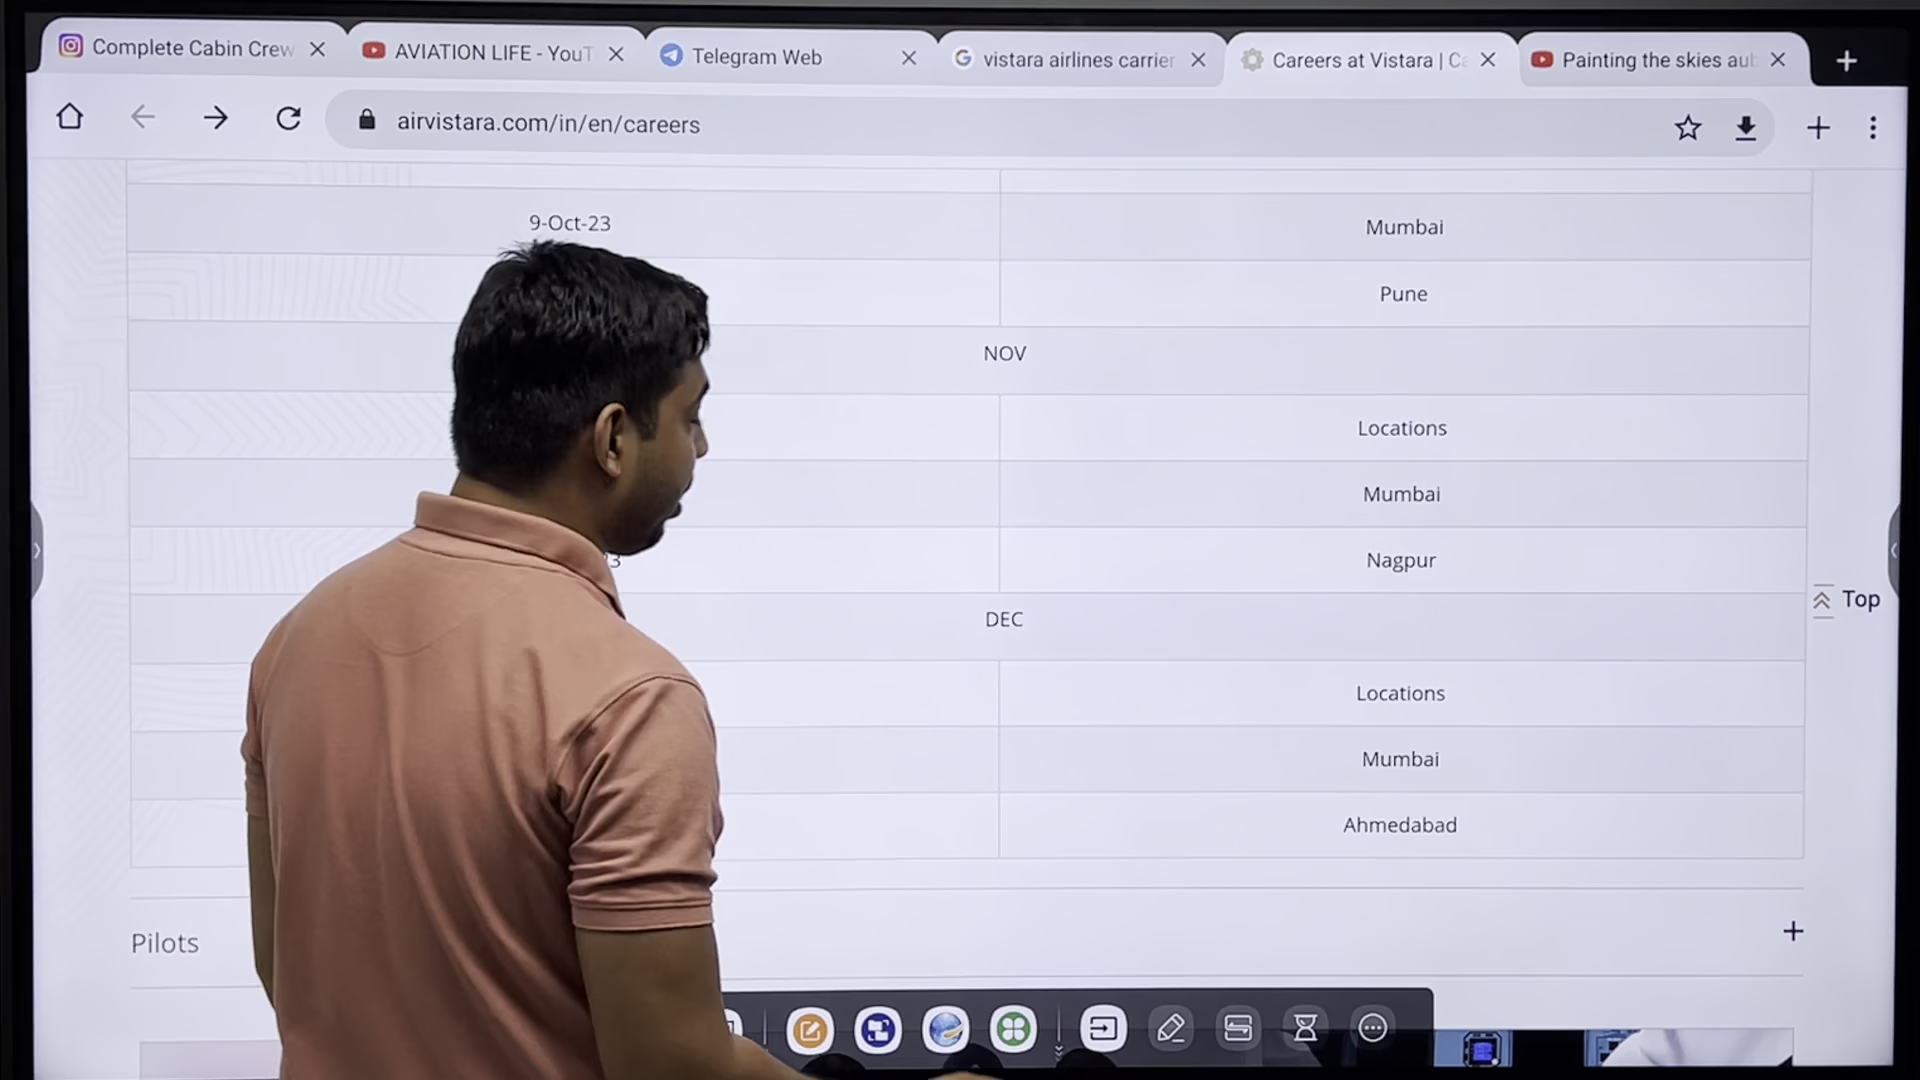 Complete Cabin Crew
AVIATION LIFE - YouT
Telegram Web
vistara airlines carrier
Careers at Vistara | Ca
Painting the skies aub
airvistara.com/in/en/careers
9-Oct-23 Mumbai
Pune
NOV
Locations
Mumbai
3 Nagpur
Top
DEC
Locations
Mumbai
Ahmedabad
Pilots